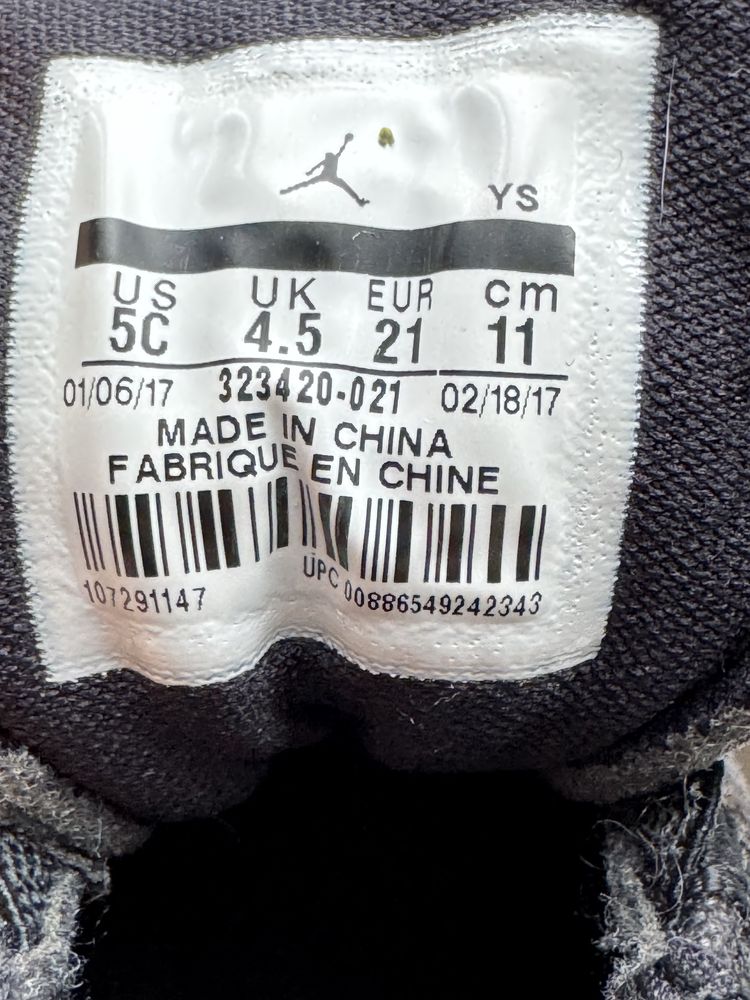 YS
US UK EUR cm
5C 4.5 21 11
01/06/17 323420-021 02/18/17
MADE IN CHINA
FABRIQUE EN CHINE
107291147 UPC 00886549242343